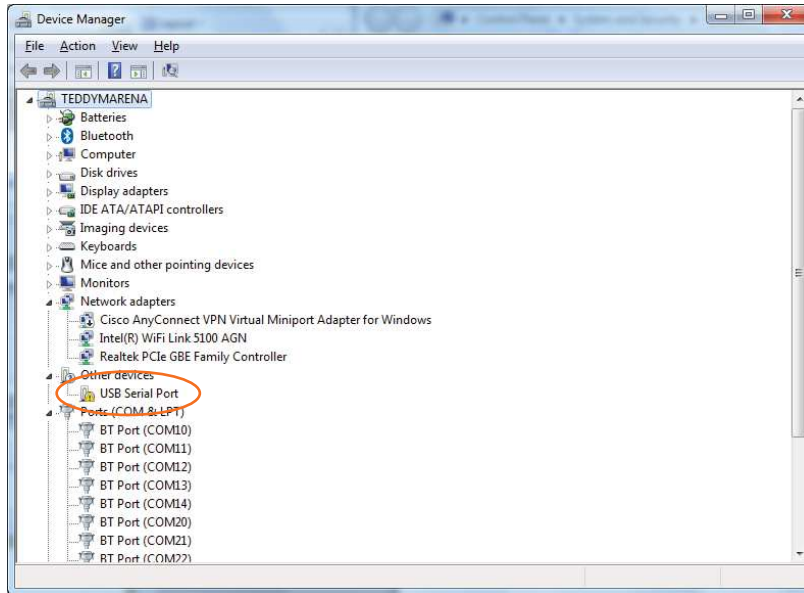 Device Manager
File Action View Help
TEDDYMARENA
Batteries
Bluetooth
Computer
Disk drives
Display adapters
IDE ATA/ATAPI controllers
Imaging devices
Keyboards
Mice and other pointing devices
Monitors
Network adapters
Cisco AnyConnect VPN Virtual Miniport Adapter for Windows
Intel(R) WiFi Link 5100 AGN
Realtek PCIe GBE Family Controller
Other devices
USB Serial Port
Ports (COM & LPT)
BT Port (COM10)
BT Port (COM11)
BT Port (COM12)
BT Port (COM13)
BT Port (COM14)
BT Port (COM20)
BT Port (COM21)
BT Port (COM22)